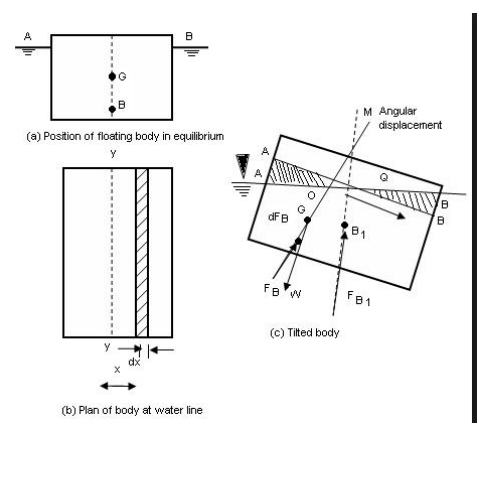 A B
G
B
(a) Position of floating body in equilibrium
y
y
dx
x
(b) Plan of body at water line
M Angular
displacement
A
A
Q
O
G
B
B
dF B
B 1
F B W
F B 1
(c) Tilted body